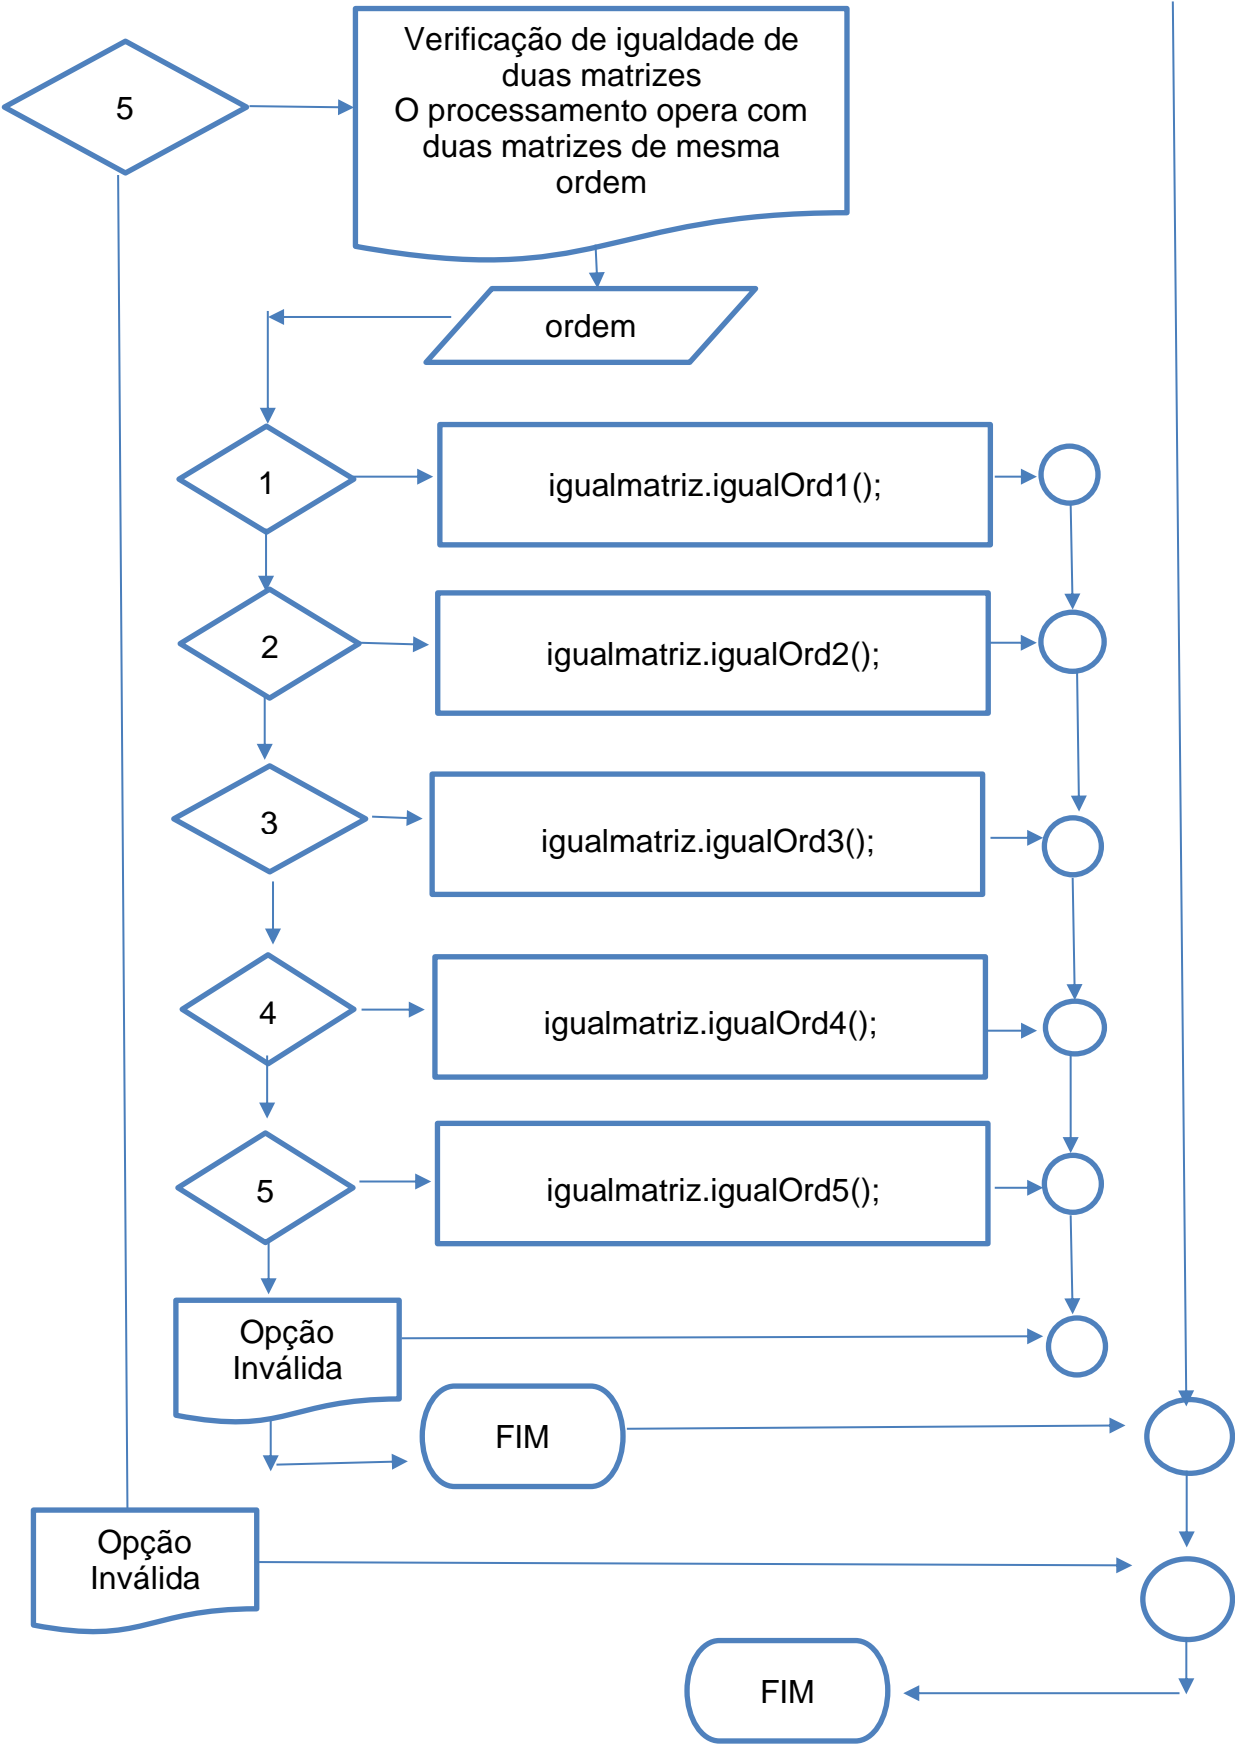 5
Verificação de igualdade de
duas matrizes
O processamento opera com
duas matrizes de mesma
ordem
ordem
1
igualmatriz.igualOrd1();
2
igualmatriz.igualOrd2();
3
igualmatriz.igualOrd3();
4
igualmatriz.igualOrd4();
5
igualmatriz.igualOrd5();
Opção
Inválida
FIM
Opção
Inválida
FIM